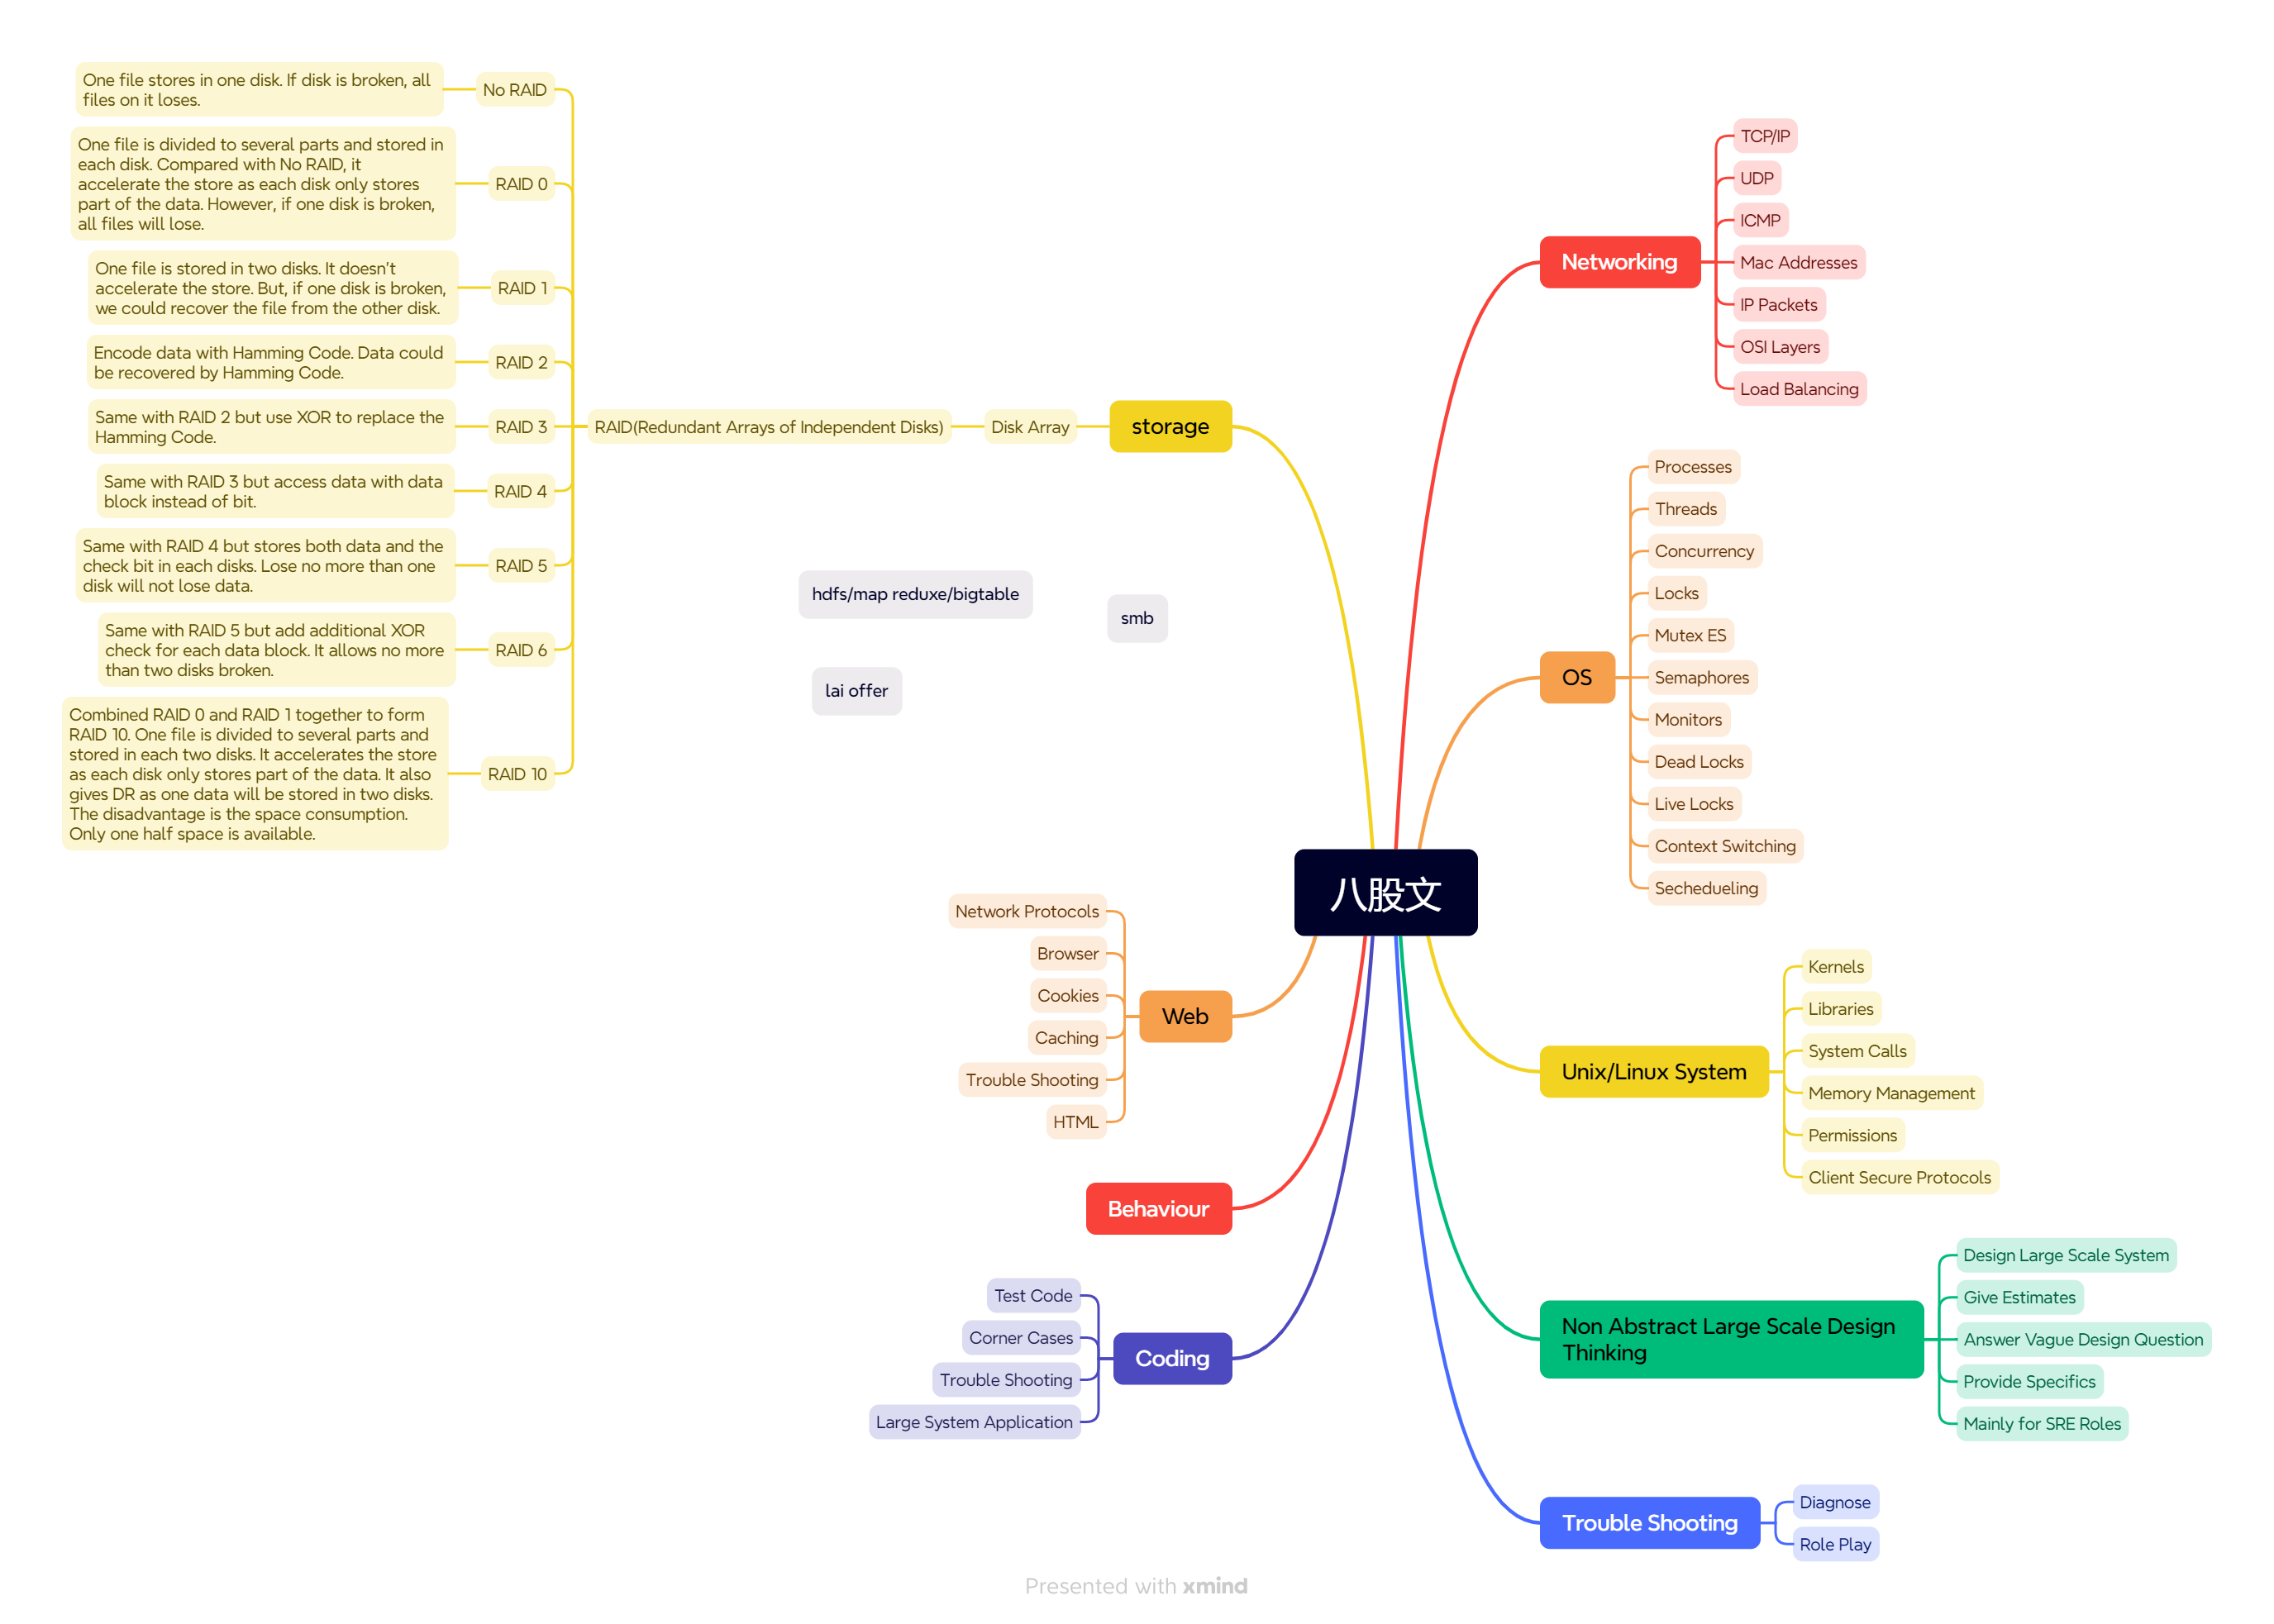 八股文
Networking
TCP/IP
UDP
ICMP
Mac Addresses
IP Packets
OSI Layers
Load Balancing
OS
Processes
Threads
Concurrency
Locks
Mutex ES
Semaphores
Monitors
Dead Locks
Live Locks
Context Switching
Sechedueling
Unix/Linux System
Kernels
Libraries
System Calls
Memory Management
Permissions
Client Secure Protocols
Non Abstract Large Scale Design
Thinking
Design Large Scale System
Give Estimates
Answer Vague Design Question
Provide Specifics
Mainly for SRE Roles
Trouble Shooting
Diagnose
Role Play
storage
Disk Array
RAID(Redundant Arrays of Independent Disks)
No RAID
One file stores in one disk. If disk is broken, all
files on it loses.
RAID 0
One file is divided to several parts and stored in
each disk. Compared with No RAID, it
accelerate the store as each disk only stores
part of the data. However, if one disk is broken,
all files will lose.
RAID 1
One file is stored in two disks. It doesn't
accelerate the store. But, if one disk is broken,
we could recover the file from the other disk.
RAID 2
Encode data with Hamming Code. Data could
be recovered by Hamming Code.
RAID 3
Same with RAID 2 but use XOR to replace the
Hamming Code.
RAID 4
Same with RAID 3 but access data with data
block instead of bit.
RAID 5
Same with RAID 4 but stores both data and the
check bit in each disks. Lose no more than one
disk will not lose data.
RAID 6
Same with RAID 5 but add additional XOR
check for each data block. It allows no more
than two disks broken.
RAID 10
Combined RAID 0 and RAID 1 together to form
RAID 10. One file is divided to several parts and
stored in each two disks. It accelerates the store
as each disk only stores part of the data. It also
gives DR as one data will be stored in two disks.
The disadvantage is the space consumption.
Only one half space is available.
hdfs/map reduxe/bigtable
smb
lai offer
Web
Network Protocols
Browser
Cookies
Caching
Trouble Shooting
HTML
Behaviour
Coding
Test Code
Corner Cases
Trouble Shooting
Large System Application
Presented with xmind